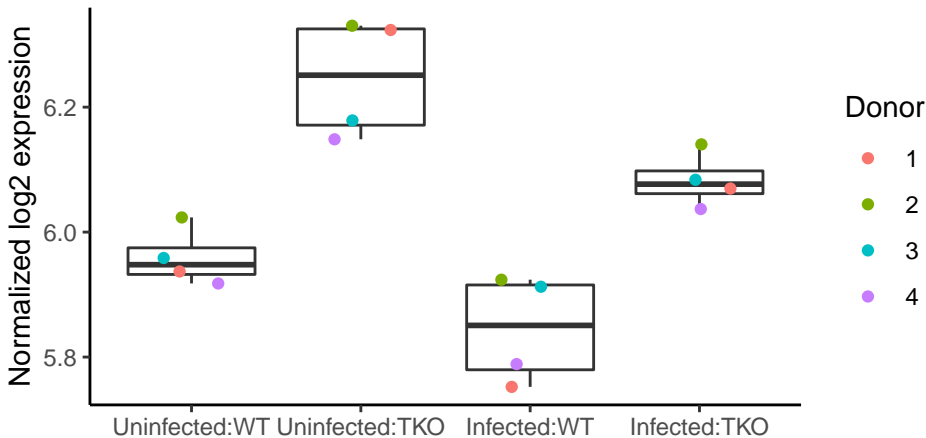 Normalized log2 expression
6.2
6.0
5.8
Uninfected:WT Uninfected:TKO Infected:WT Infected:TKO
Donor
1
2
3
4